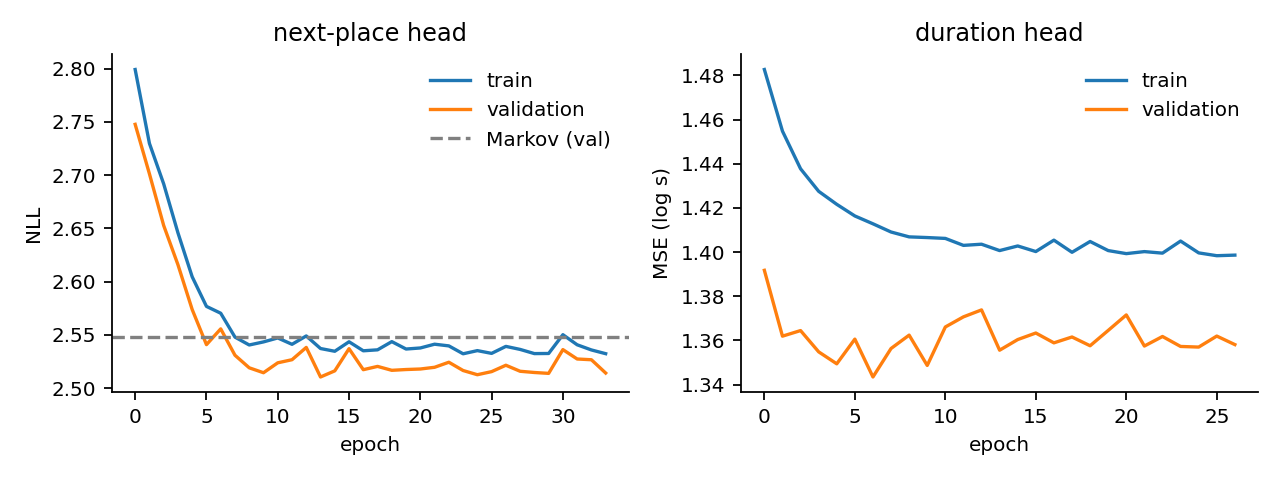 next-place head
NLL
2.80
2.75
2.70
2.65
2.60
2.55
2.50
train
validation
Markov (val)
0 5 10 15 20 25 30
epoch
duration head
MSE (log s)
1.48
1.46
1.44
1.42
1.40
1.38
1.36
1.34
train
validation
0 5 10 15 20 25
epoch